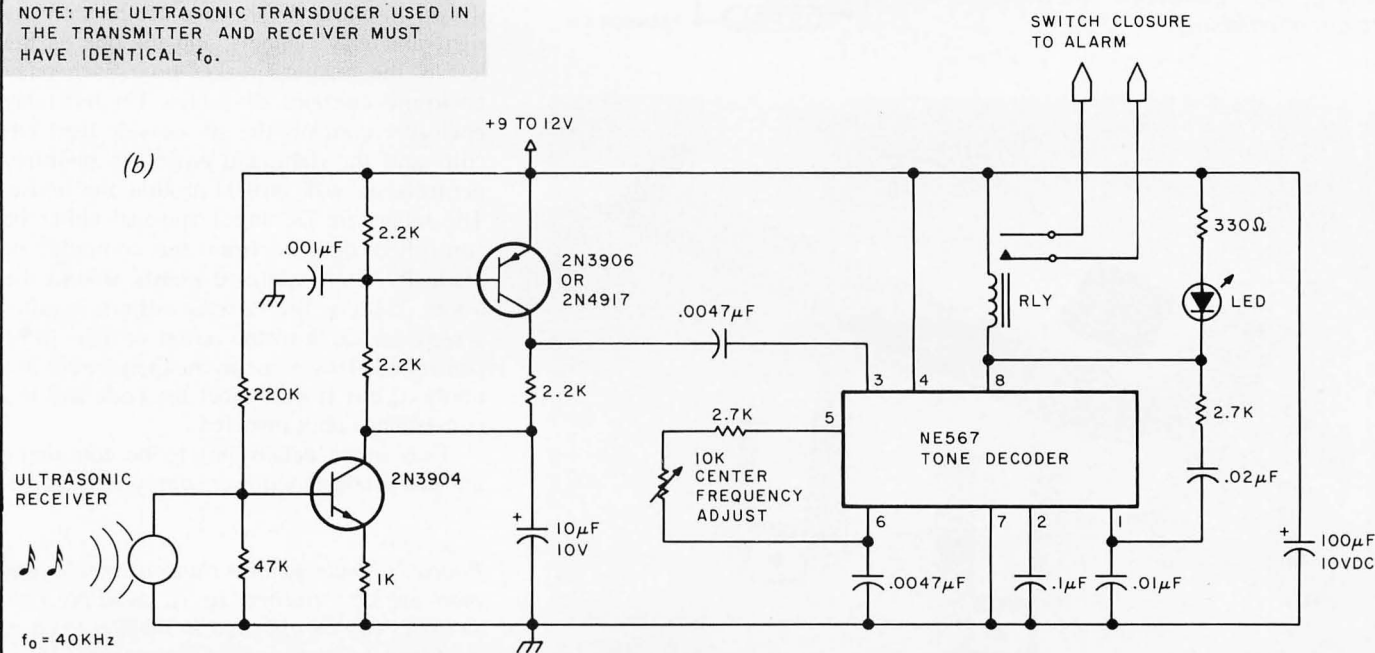 NOTE: THE ULTRASONIC TRANSDUCER USED IN
THE TRANSMITTER AND RECEIVER MUST
HAVE IDENTICAL fo.
SWITCH CLOSURE
TO ALARM
(b)
+9 TO 12V
.001µF
2.2K
2N3906
OR
2N4917
.0047µF
RLY
330Ω
LED
2.2K
220K
2.2K
2.7K
5
3
4
8
2.7K
.02µF
NE567
TONE DECODER
10K
CENTER
FREQUENCY
ADJUST
ULTRASONIC
RECEIVER
2N3904
6
7
2
1
+
10µF
10V
47K
1K
.0047µF
.1µF
.01µF
+
100µF
10VDC
fo = 40KHz